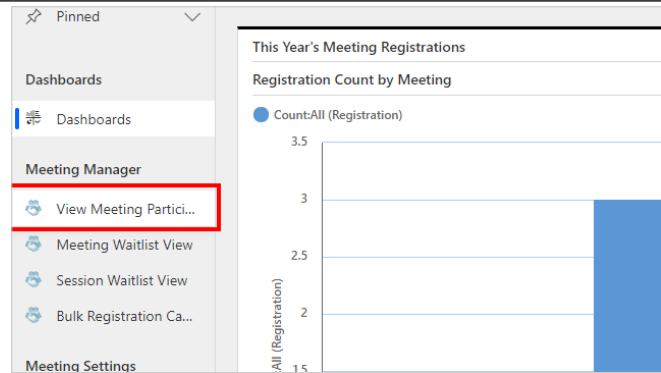 Pinned
Dashboards
Dashboards
Meeting Manager
View Meeting Partici...
Meeting Waitlist View
Session Waitlist View
Bulk Registration Ca...
Meeting Settings
This Year's Meeting Registrations
Registration Count by Meeting
Count:All (Registration)
3.5
3
2.5
2
1.5
:All (Registration)